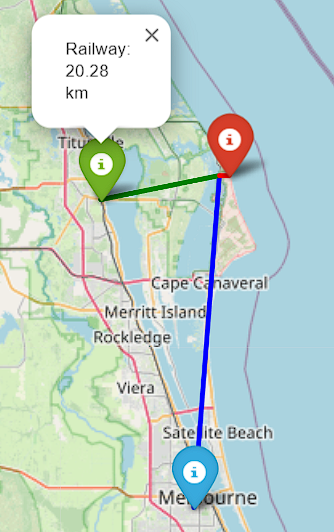 Railway:
20.28
km
Titusville
Cape Canaveral
Merritt Island
Rockledge
Viera
Satellite Beach
Melbourne